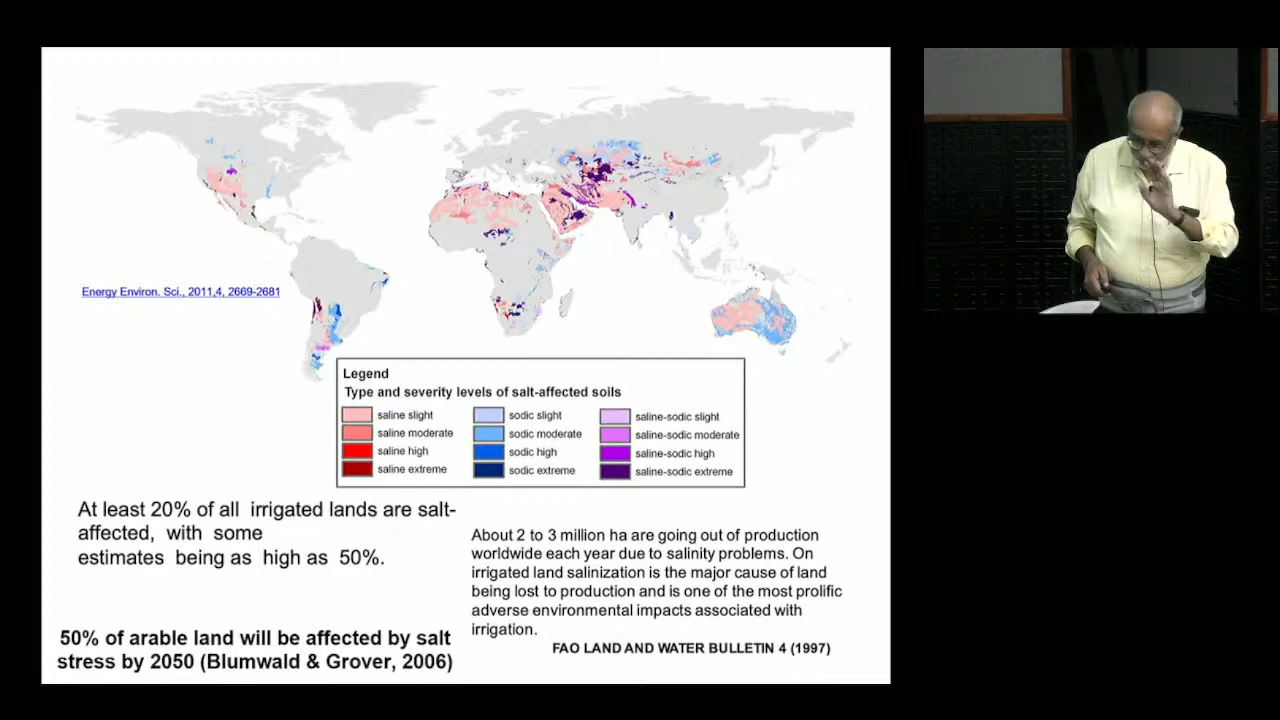 Energy Environ. Sci., 2011,4, 2669-2681
Legend
Type and severity levels of salt-affected soils
saline slight
saline moderate
saline high
saline extreme
sodic slight
sodic moderate
sodic high
sodic extreme
saline-sodic slight
saline-sodic moderate
saline-sodic high
saline-sodic extreme
At least 20% of all irrigated lands are salt-
affected, with some
estimates being as high as 50%.
50% of arable land will be affected by salt
stress by 2050 (Blumwald & Grover, 2006)
About 2 to 3 million ha are going out of production
worldwide each year due to salinity problems. On
irrigated land salinization is the major cause of land
being lost to production and is one of the most prolific
adverse environmental impacts associated with
irrigation.
FAO LAND AND WATER BULLETIN 4 (1997)